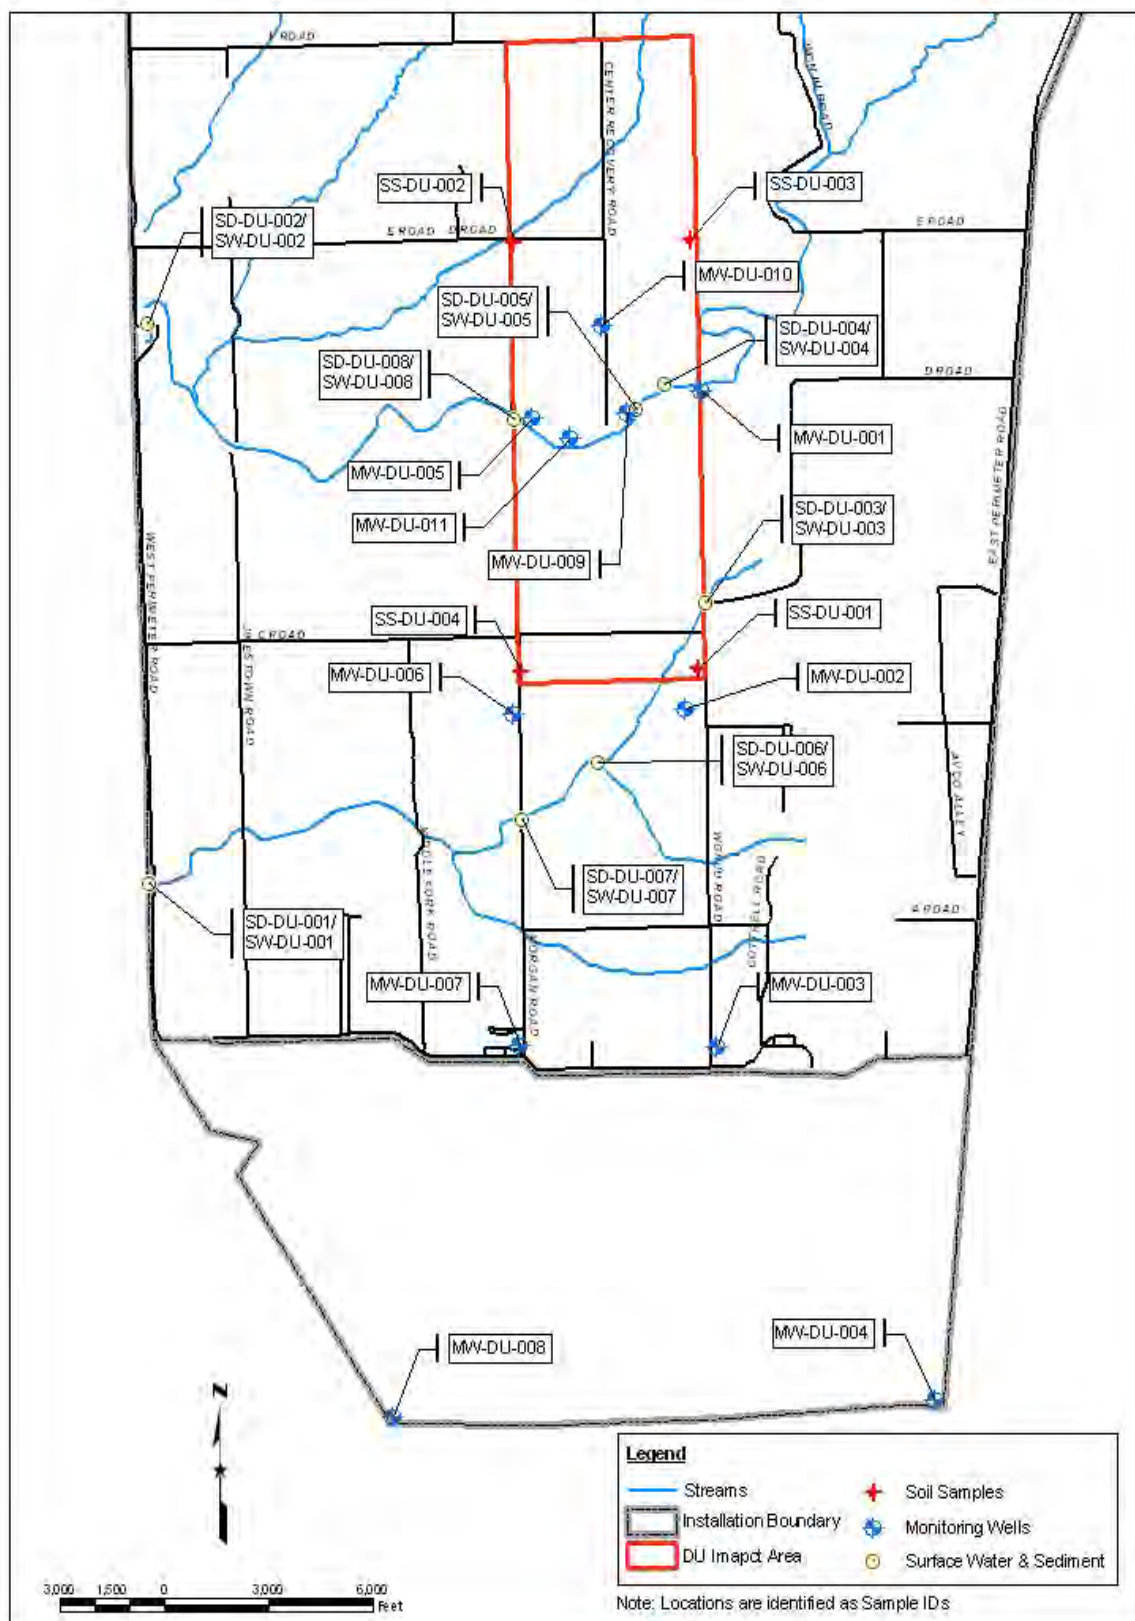 CENTER RECOVERY ROAD
SS-DU-002
SS-DU-003
SD-DU-002/
SW-DU-002
E ROAD
D ROAD
E ROAD
MW-DU-010
SD-DU-005/
SW-DU-005
SD-DU-004/
SW-DU-004
SD-DU-008/
SW-DU-008
D ROAD
MW-DU-001
MW-DU-005
EAST PERIMETER ROAD
SD-DU-003/
SW-DU-003
MW-DU-011
MW-DU-009
WEST PERIMETER ROAD
SS-DU-004
SS-DU-001
C ROAD
MW-DU-006
MW-DU-002
SD-DU-006/
SW-DU-006
AVCO ALLEY
SD-DU-007/
SW-DU-007
WONJU ROAD
COTTRELL ROAD
A ROAD
SD-DU-001/
SW-DU-001
MORGAN ROAD
MW-DU-007
MW-DU-003
MW-DU-008
MW-DU-004
N
Legend
Streams
Soil Samples
Installation Boundary
Monitoring Wells
DU Imapct Area
Surface Water & Sediment
3,000 1,500 0 3,000 6,000
Feet
Note: Locations are identified as Sample IDs